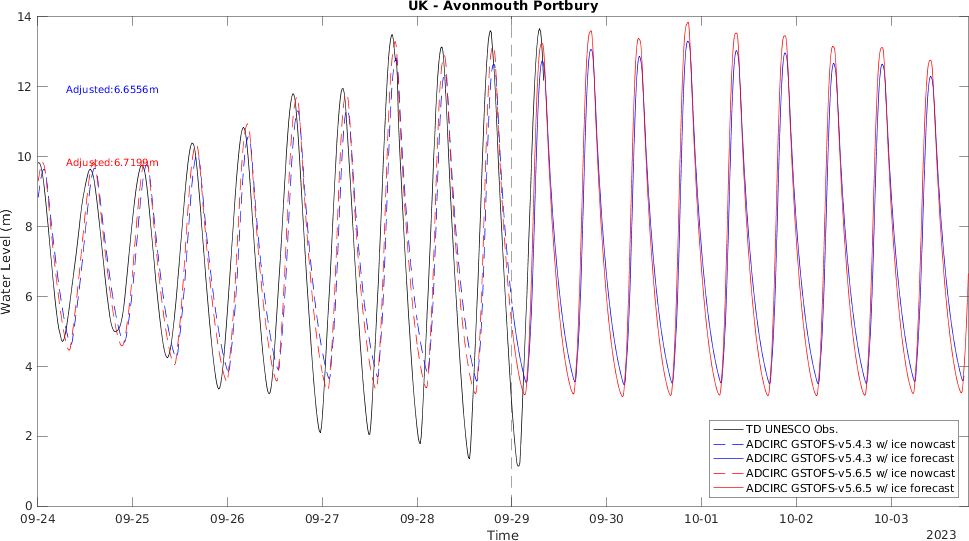 UK - Avonmouth Portbury
14
12
10
8
6
4
2
0
Water Level (m)
Adjusted:6.6556m
Adjusted:6.7199m
TD UNESCO Obs.
ADCIRC GSTOFS-v5.4.3 w/ ice nowcast
ADCIRC GSTOFS-v5.4.3 w/ ice forecast
ADCIRC GSTOFS-v5.6.5 w/ ice nowcast
ADCIRC GSTOFS-v5.6.5 w/ ice forecast
09-24 09-25 09-26 09-27 09-28 09-29 09-30 10-01 10-02 10-03
Time
2023